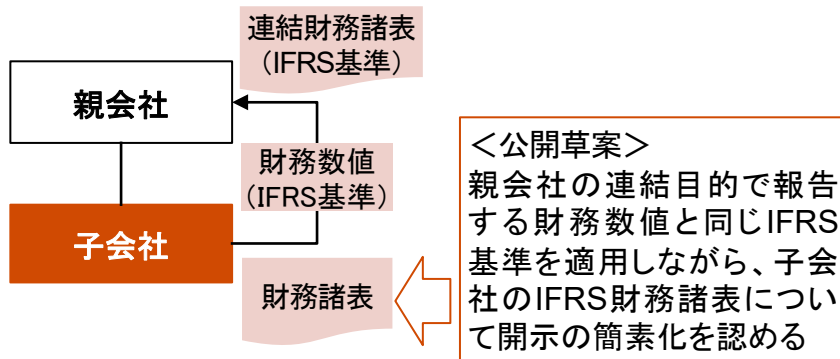 連結財務諸表
（IFRS基準）
親会社
財務数値
（IFRS基準）
子会社
財務諸表
＜公開草案＞
親会社の連結目的で報告
する財務数値と同じIFRS
基準を適用しながら、子会
社のIFRS財務諸表につい
て開示の簡素化を認める